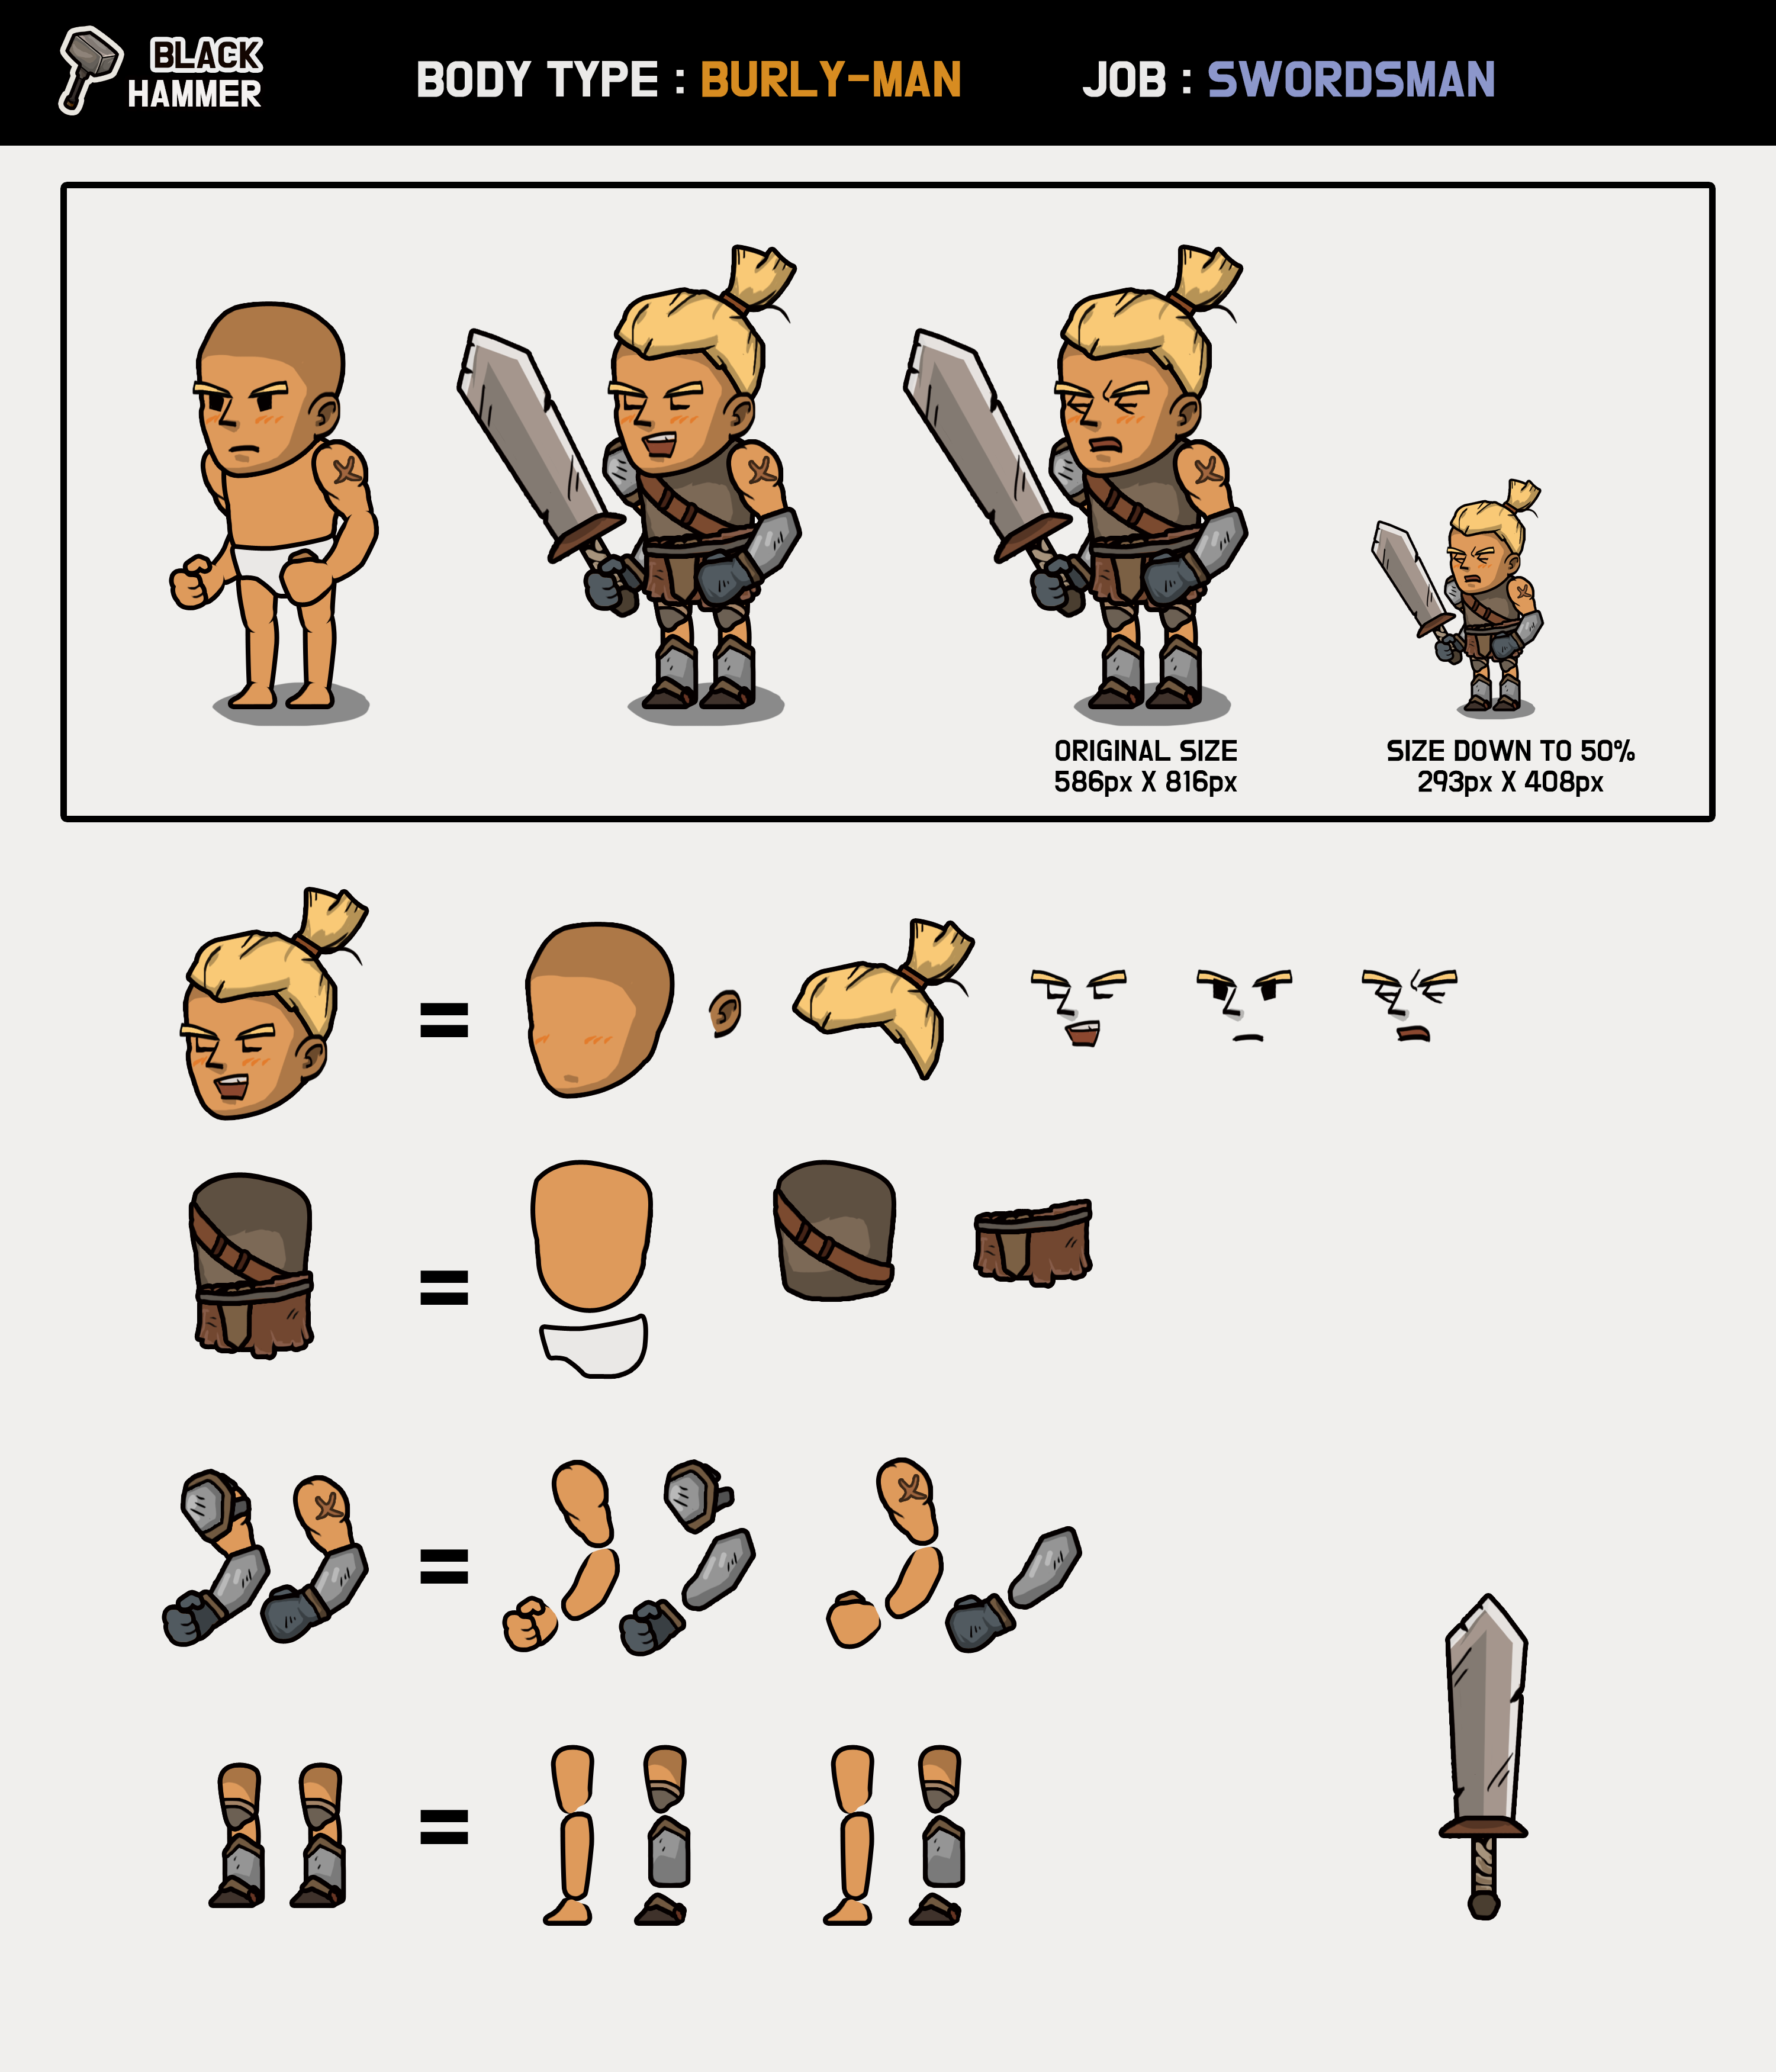 BLACK
HAMMER
BODY TYPE : BURLY-MAN
JOB : SWORDSMAN
ORIGINAL SIZE
586px X 816px
SIZE DOWN TO 50%
293px X 408px
=
=
=
=